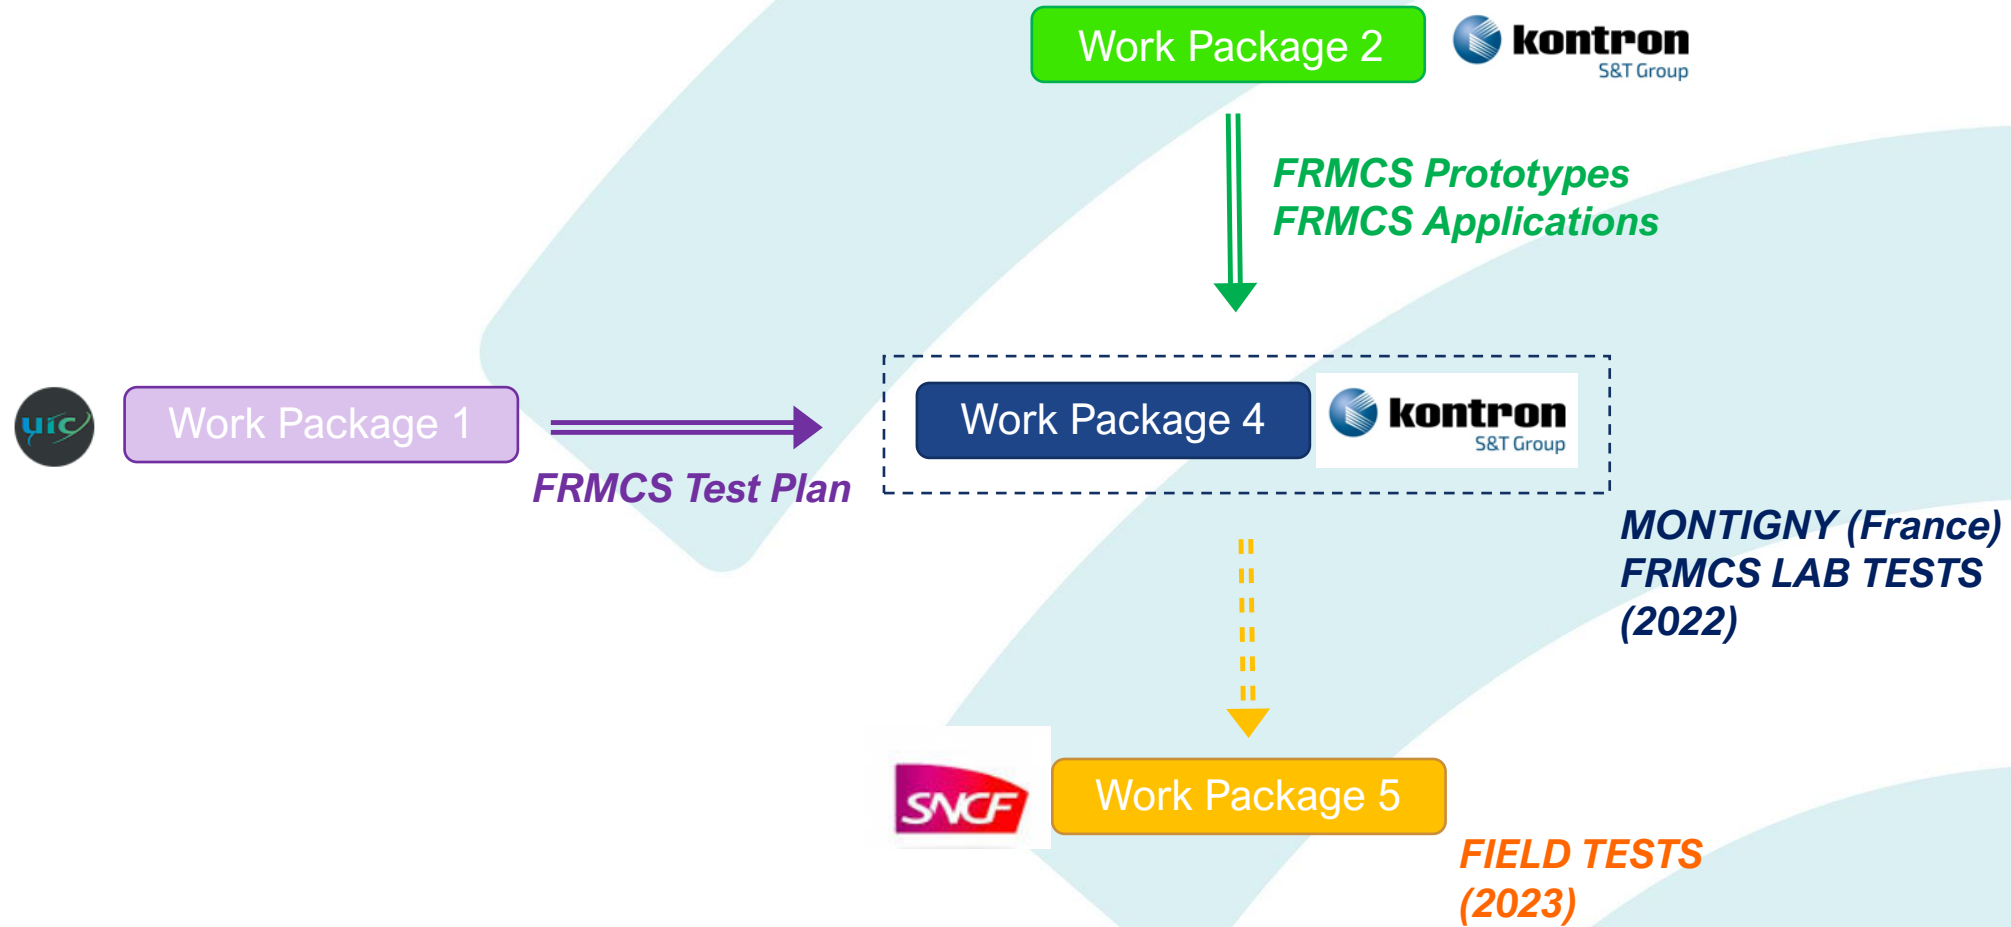 Work Package 2
kontron
S&T Group
FRMCS Prototypes
FRMCS Applications
uic
Work Package 1
FRMCS Test Plan
Work Package 4
kontron
S&T Group
MONTIGNY (France)
FRMCS LAB TESTS
(2022)
SNCF
Work Package 5
FIELD TESTS
(2023)